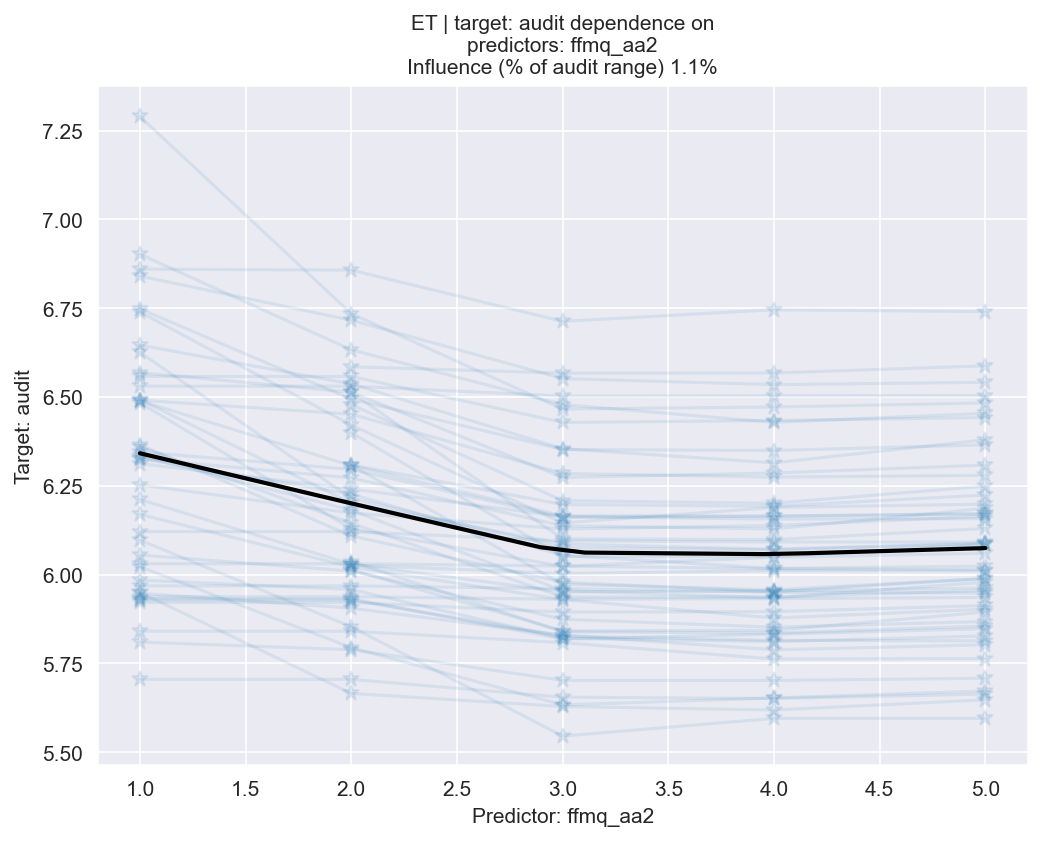 ET | target: audit dependence on
predictors: ffmq_aa2
Influence (% of audit range) 1.1%
Target: audit
7.25
7.00
6.75
6.50
6.25
6.00
5.75
5.50
1.0 1.5 2.0 2.5 3.0 3.5 4.0 4.5 5.0
Predictor: ffmq_aa2